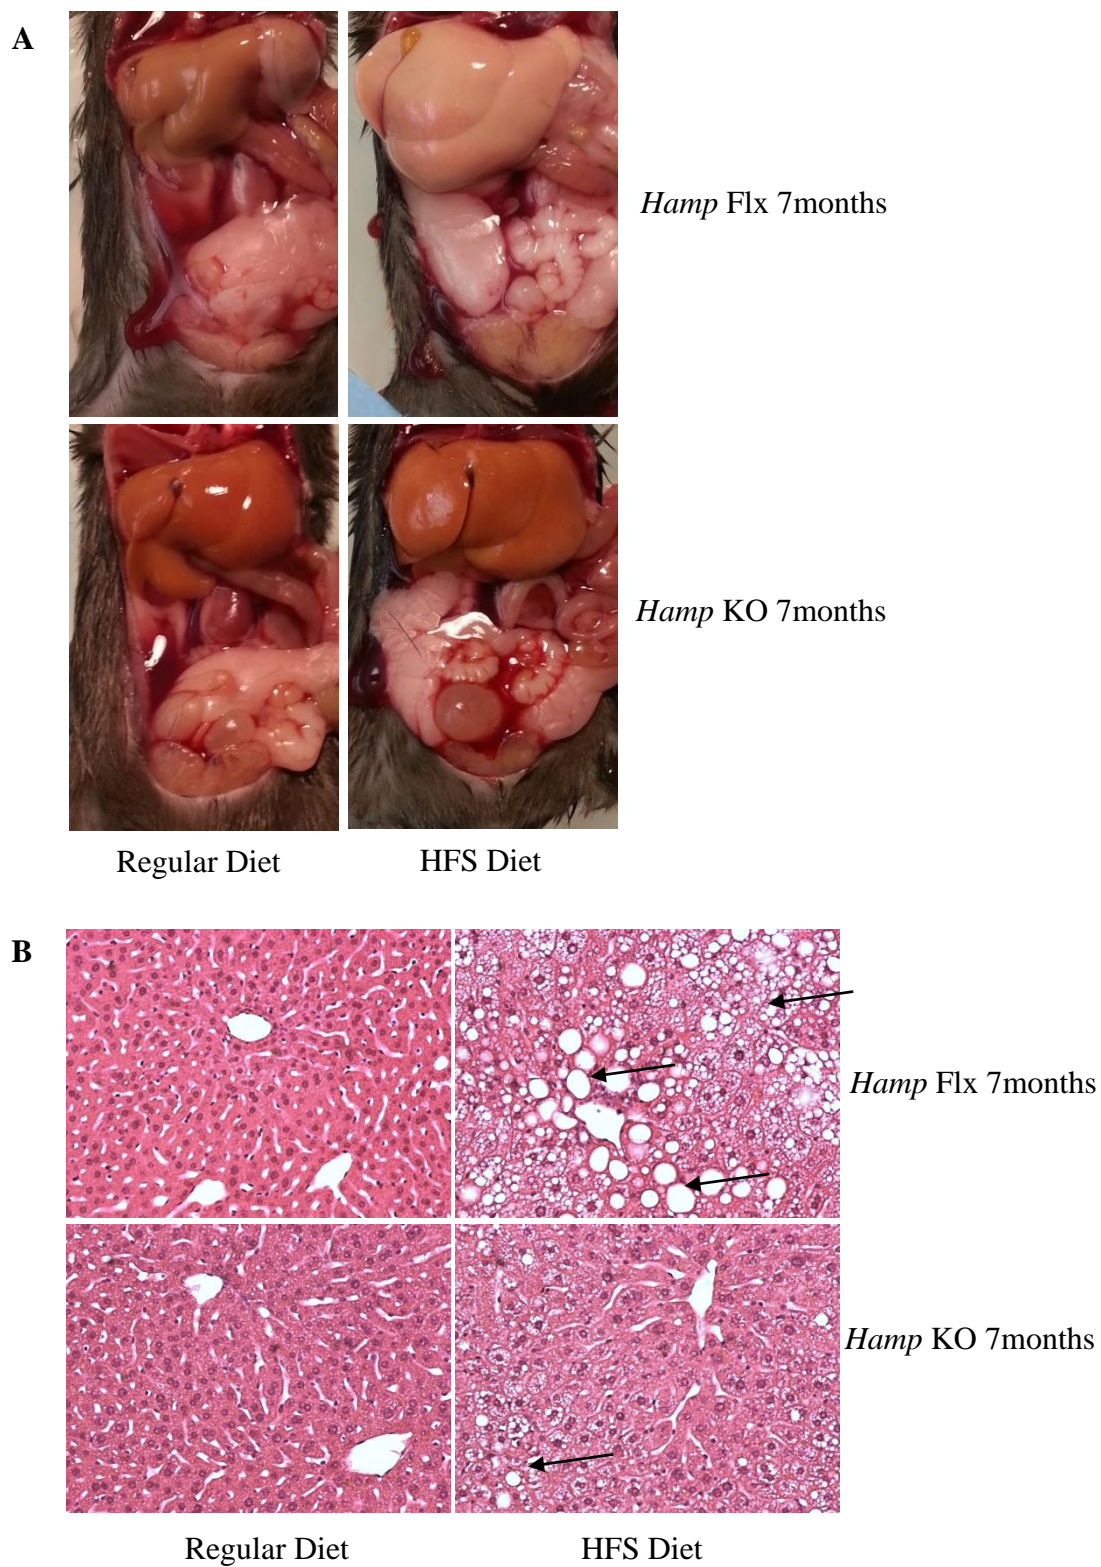 A
Hamp Flx 7months
Hamp KO 7months
Regular Diet
HFS Diet
B
Hamp Flx 7months
Hamp KO 7months
Regular Diet
HFS Diet